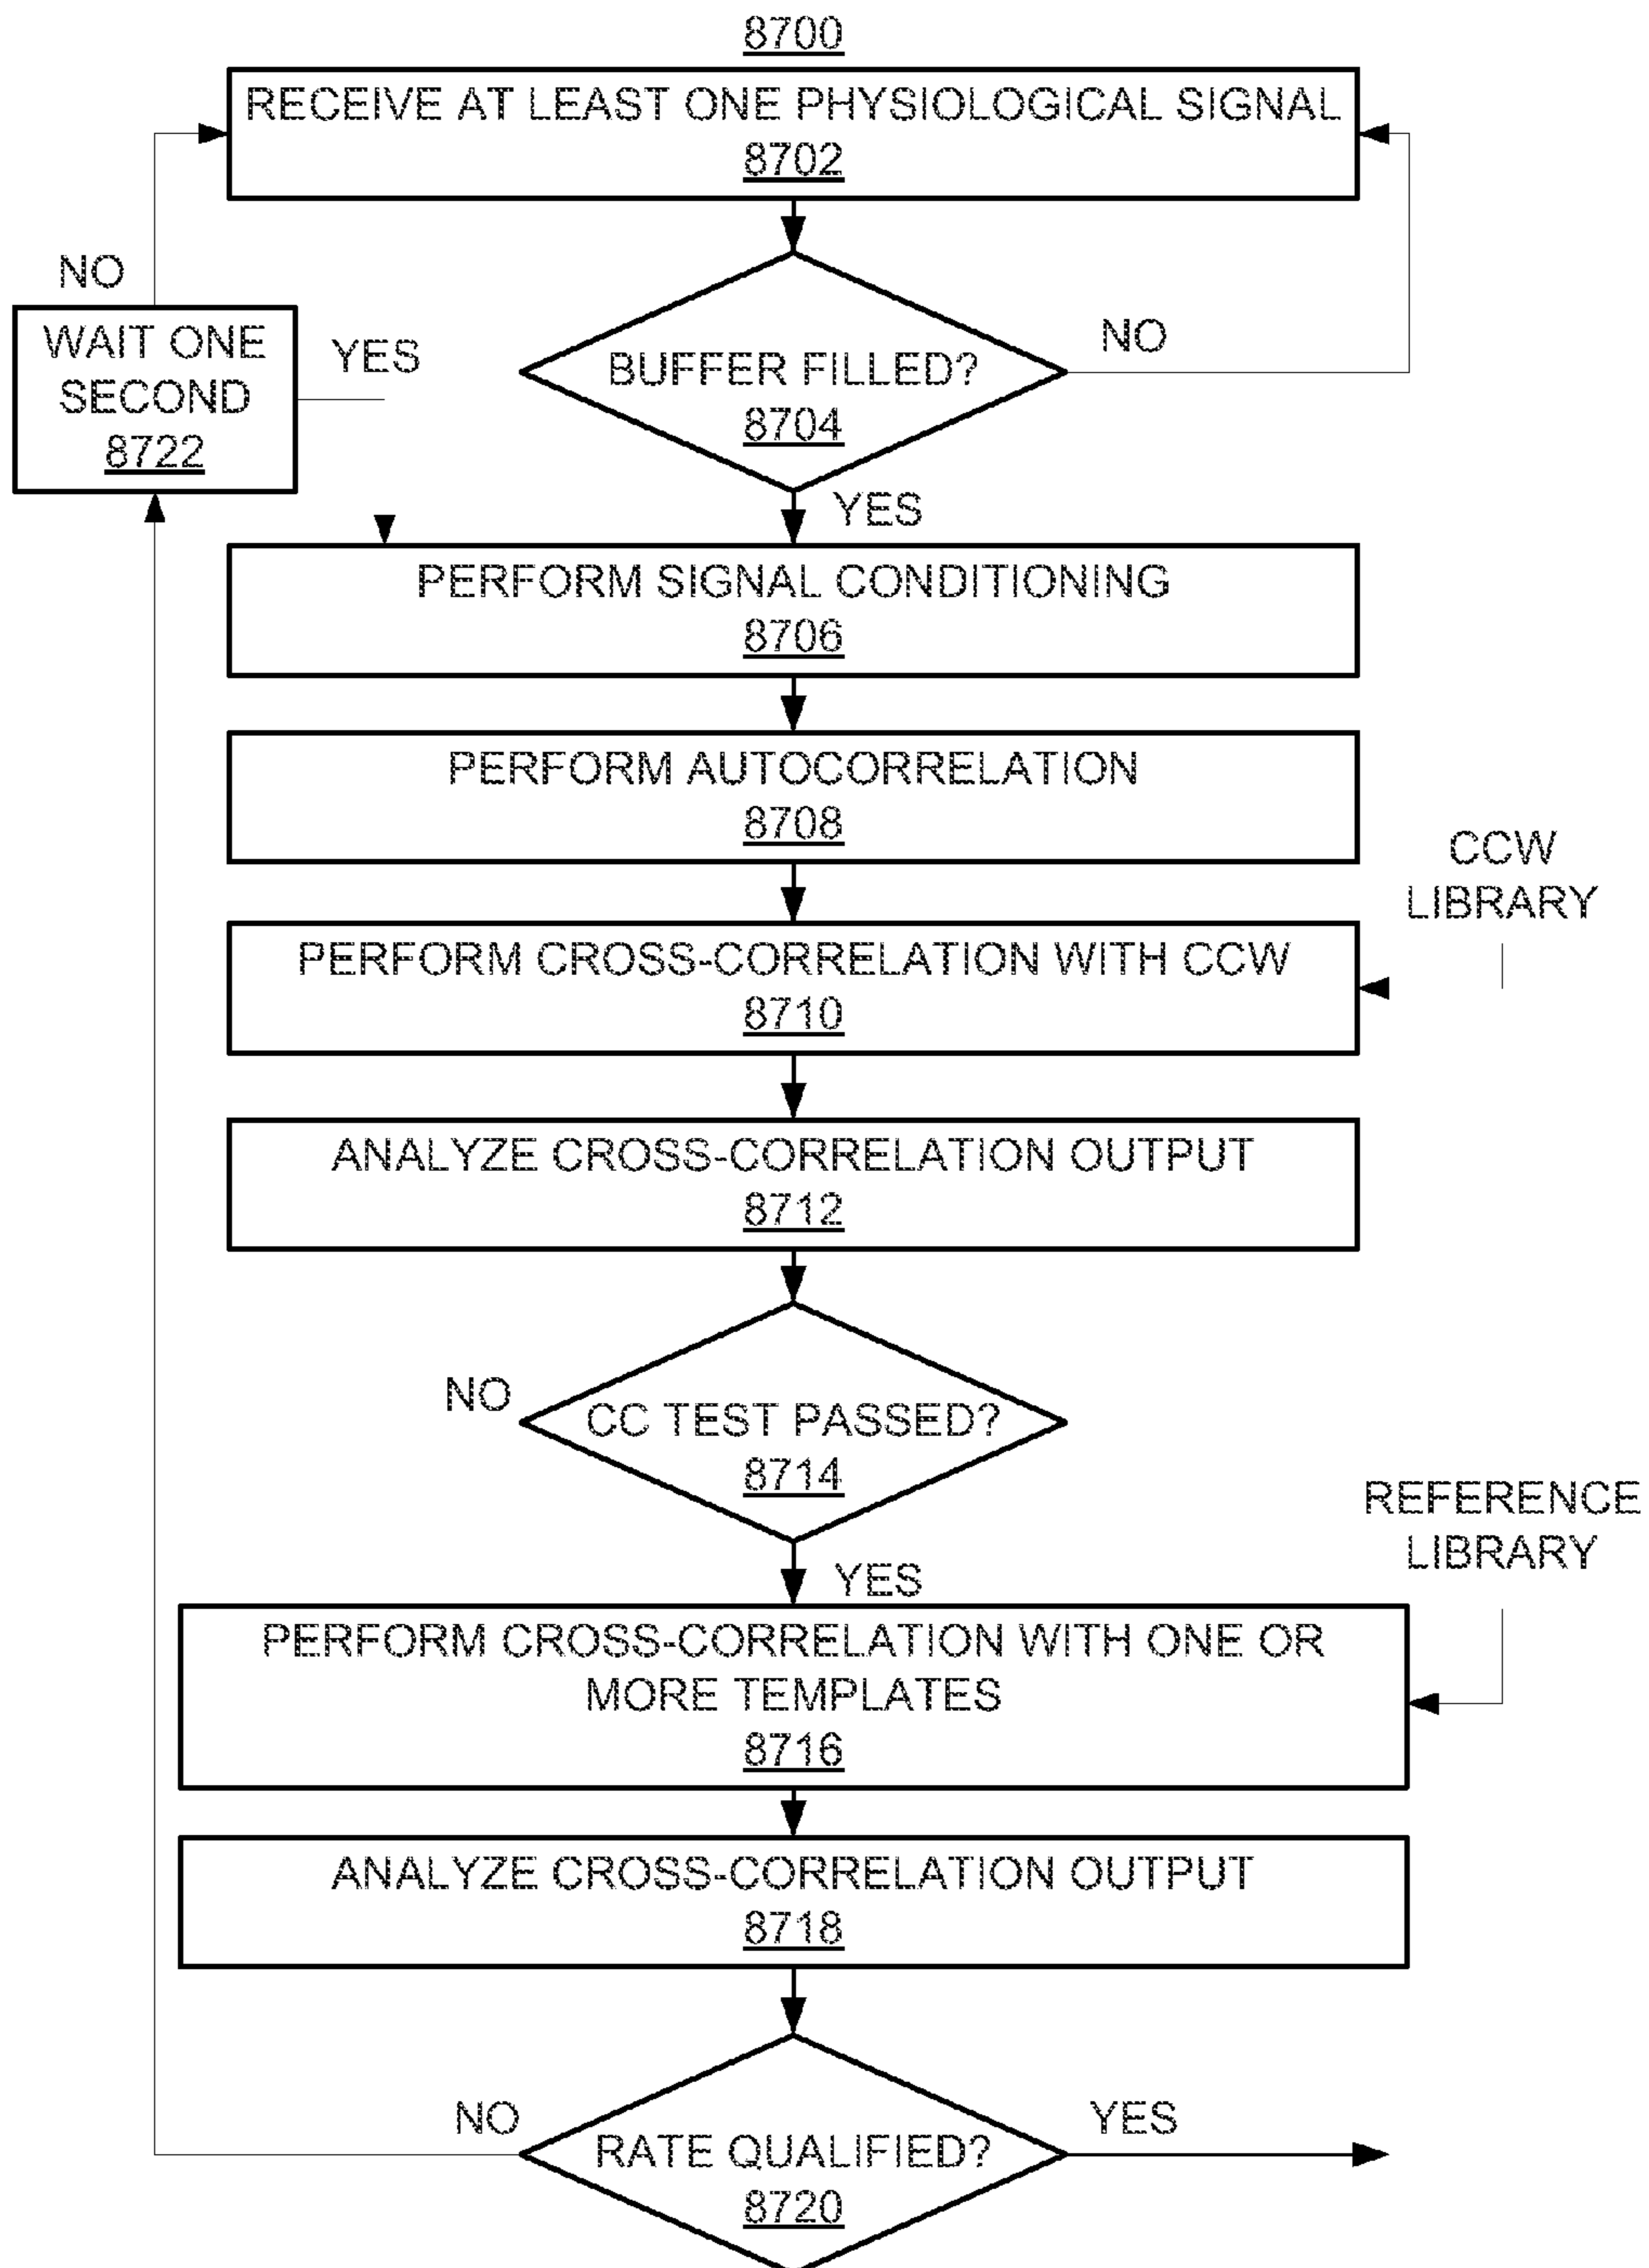 8700
RECEIVE AT LEAST ONE PHYSIOLOGICAL SIGNAL
8702
NO
WAIT ONE
SECOND
8722
YES
BUFFER FILLED?
8704
NO
YES
PERFORM SIGNAL CONDITIONING
8706
PERFORM AUTOCORRELATION
8708
CCW
LIBRARY
PERFORM CROSS-CORRELATION WITH CCW
8710
ANALYZE CROSS-CORRELATION OUTPUT
8712
NO
CC TEST PASSED?
8714
YES
REFERENCE
LIBRARY
PERFORM CROSS-CORRELATION WITH ONE OR
MORE TEMPLATES
8716
ANALYZE CROSS-CORRELATION OUTPUT
8718
NO
RATE QUALIFIED?
8720
YES